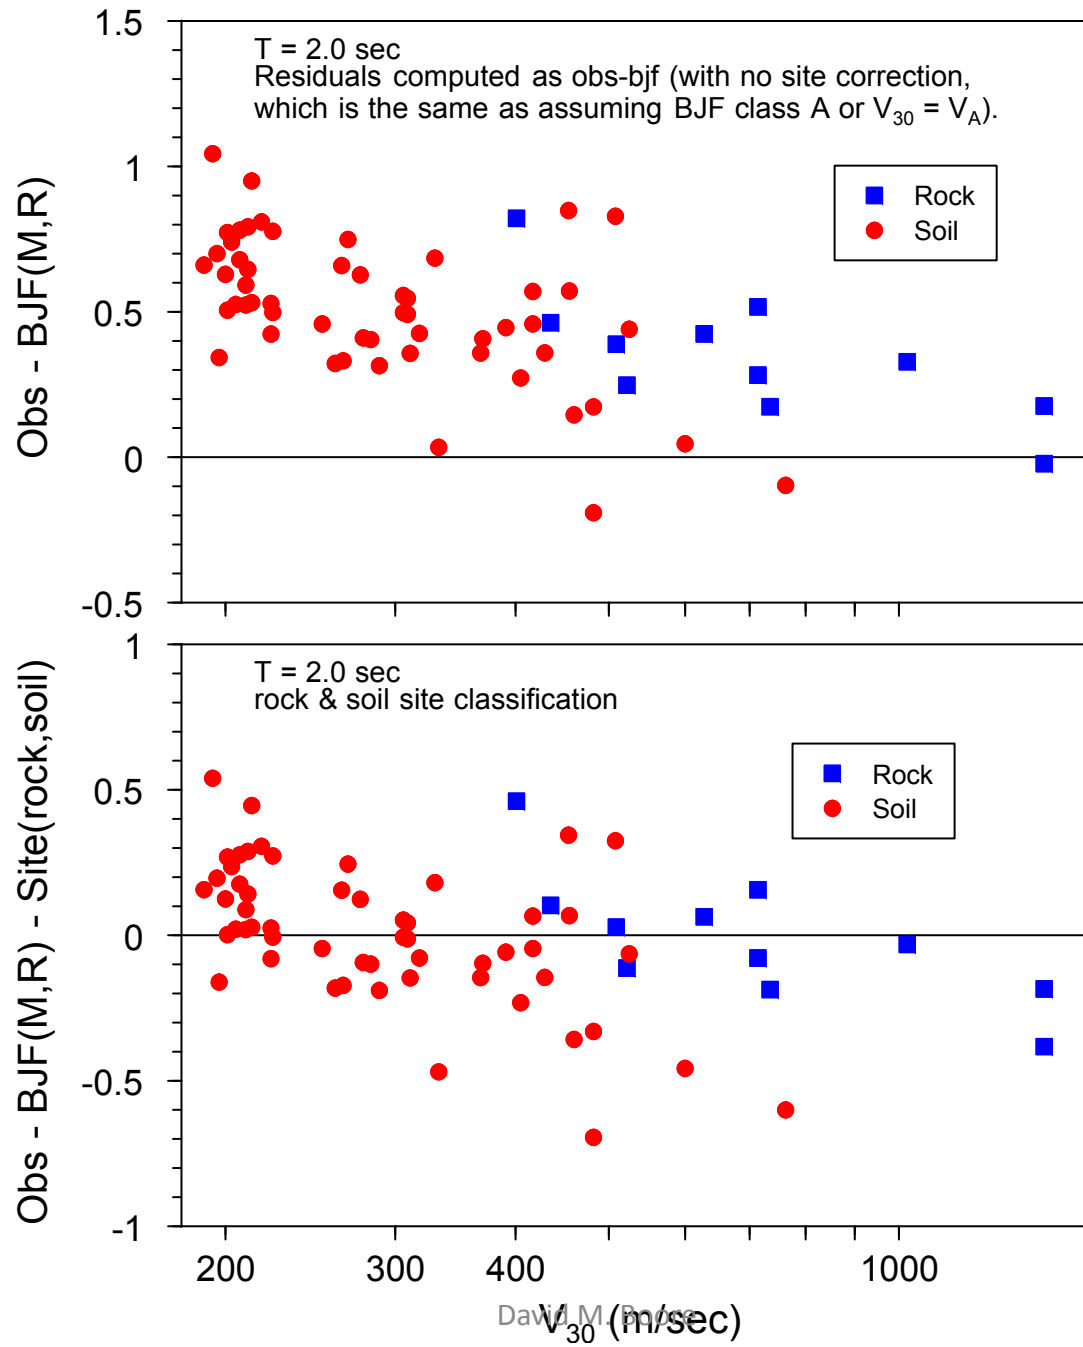 1.5
T = 2.0 sec
Residuals computed as obs-bjf (with no site correction,
which is the same as assuming BJF class A or V30 = VA).
1
Rock
Soil
Obs - BJF(M,R)
0.5
0
-0.5
1
T = 2.0 sec
rock & soil site classification
Rock
Soil
0.5
Obs - BJF(M,R) - Site(rock,soil)
0
-0.5
-1
200 300 400 1000
V30 (m/sec)
David M. Boore